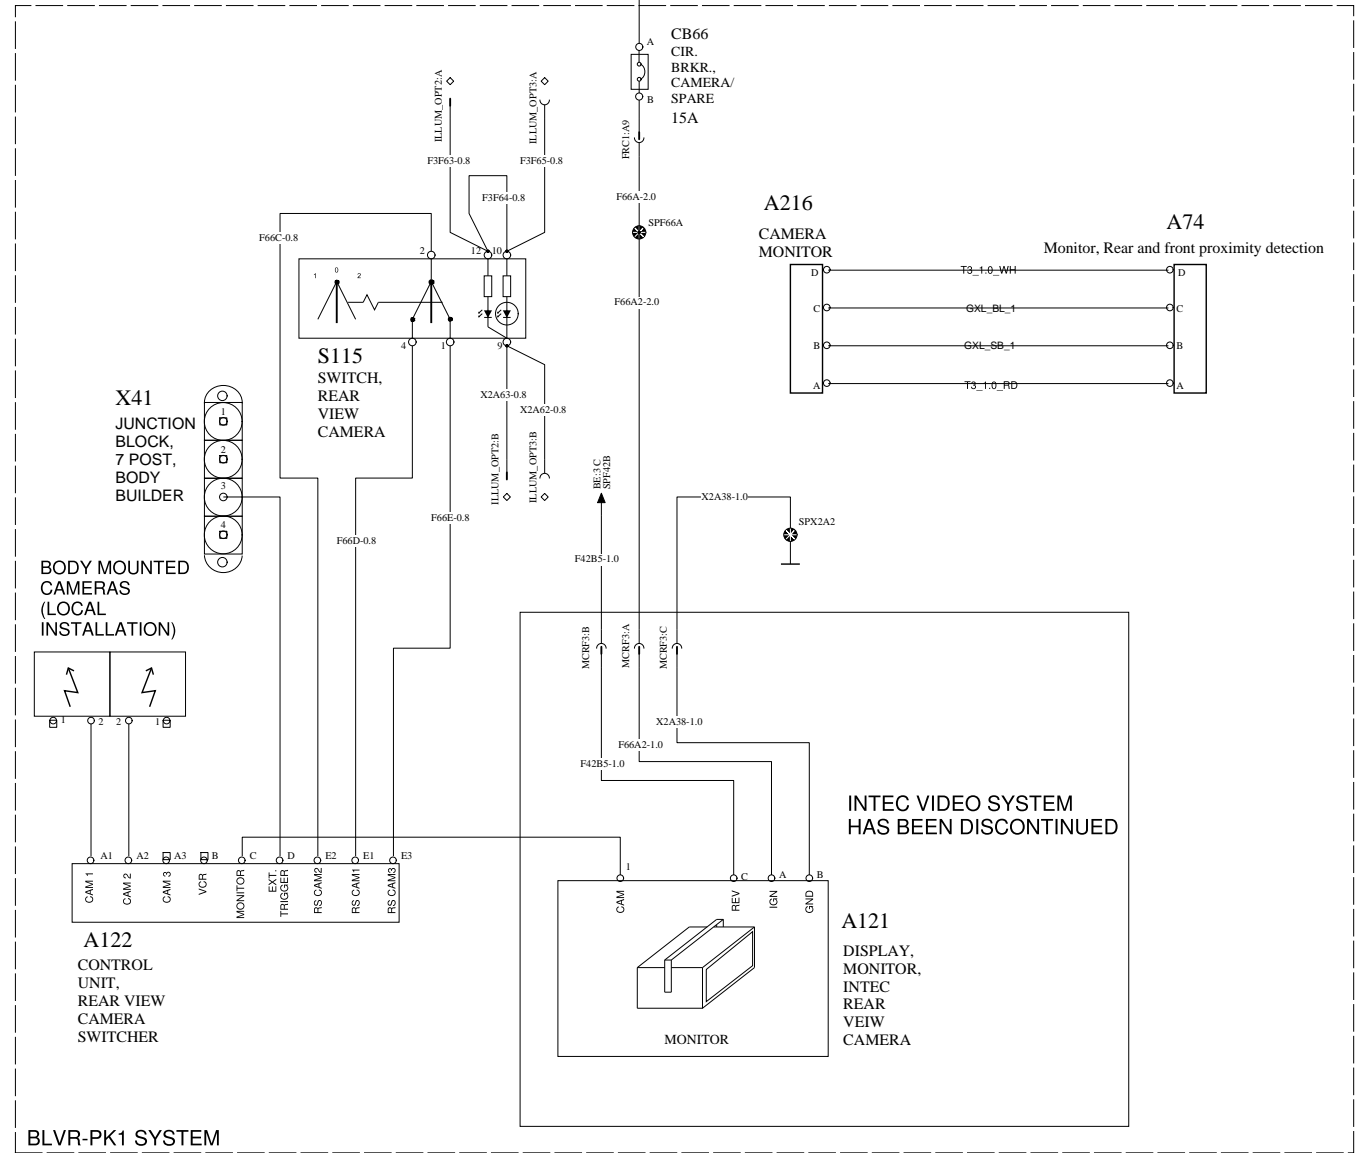 CB66
CIR.
BRKR.,
CAMERA/
SPARE
15A
A
B
FRC1:A9
F66A-2.0
SPF66A
F66A2-2.0
ILLUM_OPT2:A
ILLUM_OPT3:A
F3F63-0.8
F3F65-0.8
F3F64-0.8
F66C-0.8
2
12
10
1
0
2
4
1
9
S115
SWITCH,
REAR
VIEW
CAMERA
X2A63-0.8
X2A62-0.8
ILLUM_OPT2:B
ILLUM_OPT3:B
A216
CAMERA
MONITOR
A74
Monitor, Rear and front proximity detection
D
T3_1.0_WH
D
C
GXL_BL_1
C
B
GXL_SB_1
B
A
T3_1.0_RD
A
X41
JUNCTION
BLOCK,
7 POST,
BODY
BUILDER
1
2
3
4
F66E-0.8
F66D-0.8
BE:3 C
SPF42B
X2A38-1.0
SPX2A2
F42B5-1.0
BODY MOUNTED
CAMERAS
(LOCAL
INSTALLATION)
1
2
2
1
MCRF3:B
MCRF3:A
MCRF3:C
X2A38-1.0
F66A2-1.0
F42B5-1.0
INTEC VIDEO SYSTEM
HAS BEEN DISCONTINUED
A1
A2
A3
B
C
D
E2
E1
E3
CAM 1
CAM 2
CAM 3
VCR
MONITOR
EXT.
TRIGGER
RS CAM2
RS CAM1
RS CAM3
A122
CONTROL
UNIT,
REAR VIEW
CAMERA
SWITCHER
1
C
A
B
CAM
REV
IGN
GND
MONITOR
A121
DISPLAY,
MONITOR,
INTEC
REAR
VEIW
CAMERA
BLVR-PK1 SYSTEM